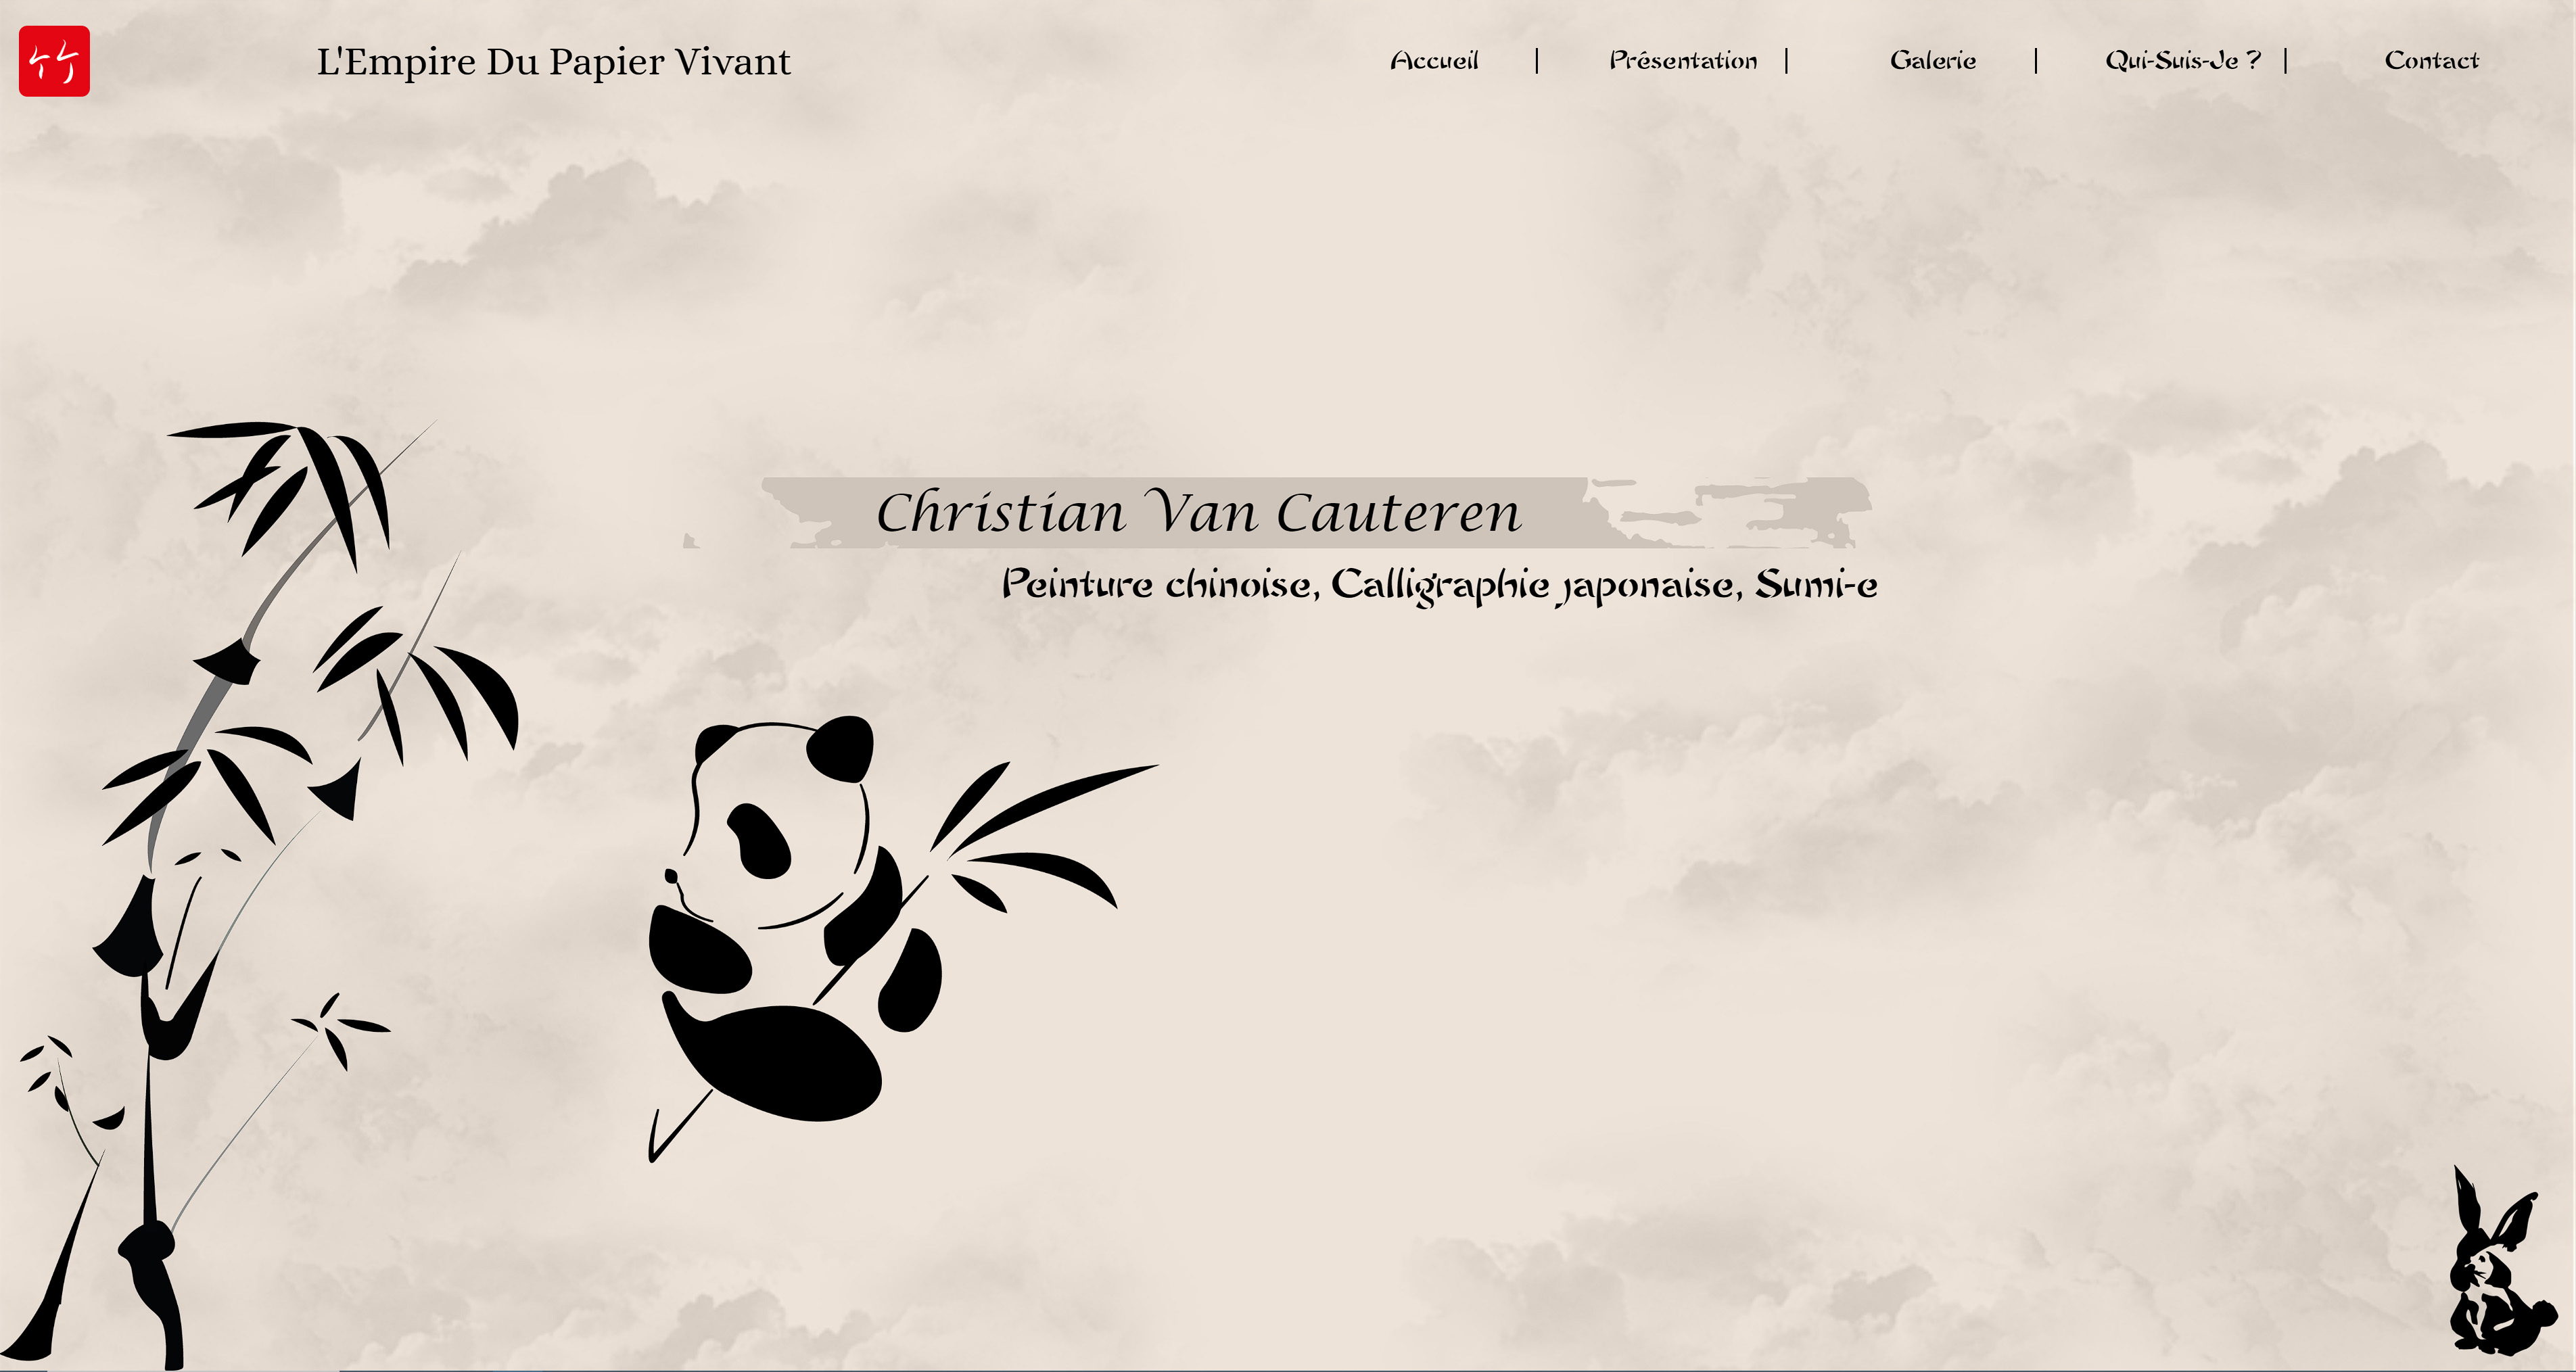 竹
L'Empire Du Papier Vivant
Accueil | Présentation | Galerie | Qui-Suis-Je ? | Contact
Christian Van Cauteren
Peinture chinoise, Calligraphie japonaise, Sumi-e